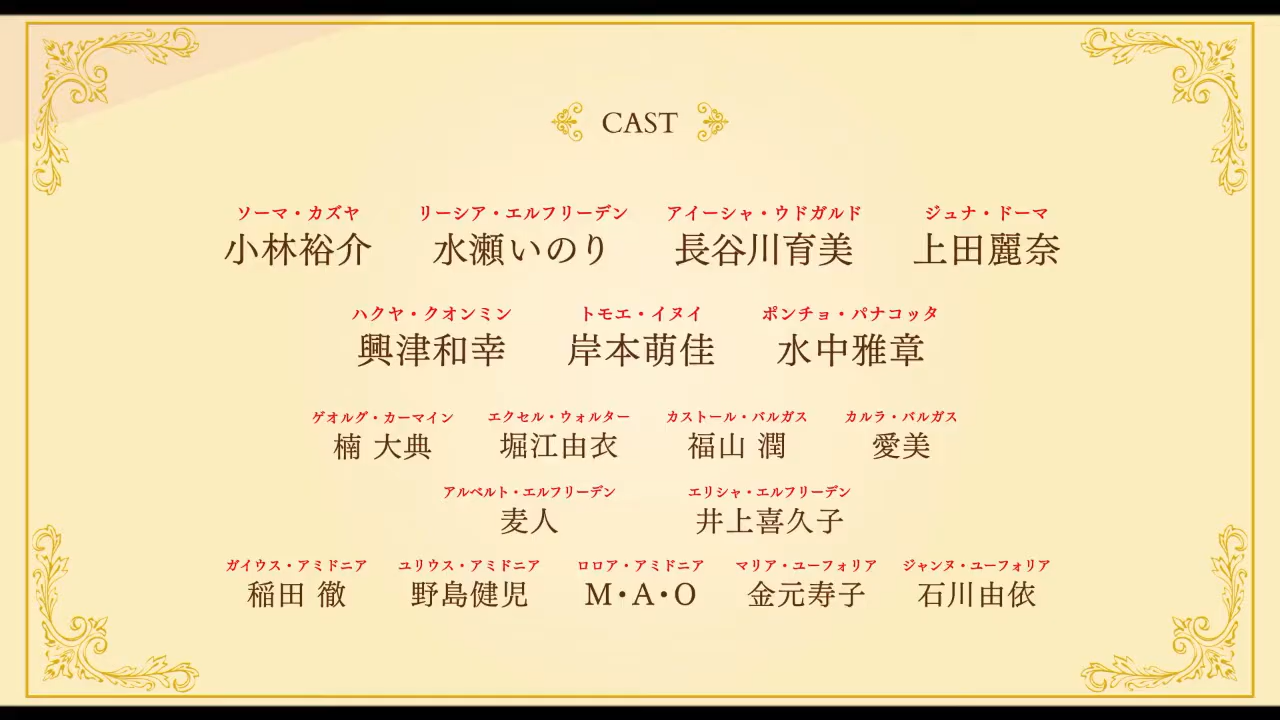 CAST
ソーマ・カズヤ リーシア・エルフリーデン アイーシャ・ウドガルド ジュナ・ドーマ
小林裕介 水瀬いのり 長谷川育美 上田麗奈
ハクヤ・クオンミン トモエ・イヌイ ポンチョ・パナコッタ
興津和幸 岸本萌佳 水中雅章
ゲオルグ・カーマイン エクセル・ウォルター カストール・バルガス カルラ・バルガス
楠 大典 堀江由衣 福山 潤 愛美
アルベルト・エルフリーデン エリシャ・エルフリーデン
麦人 井上喜久子
ガイウス・アミドニア ユリウス・アミドニア ロロア・アミドニア マリア・ユーフォリア ジャンヌ・ユーフォリア
稲田 徹 野島健児 M・A・O 金元寿子 石川由依